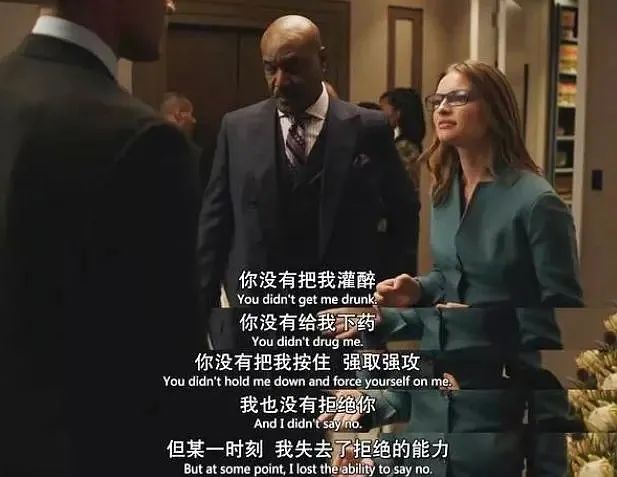 你没有把我灌醉
You didn't get me drunk.
你没有给我下药
You didn't drug me.
你没有把我按住 强取强攻
You didn't hold me down and force yourself on me.
我也没有拒绝你
And I didn't say no.
但某一时刻 我失去了拒绝的能力
But at some point, I lost the ability to say no.